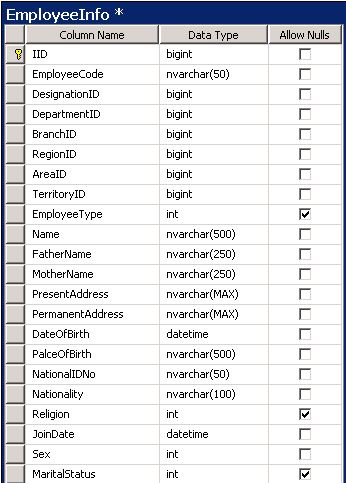 EmployeeInfo *
Column Name Data Type Allow Nulls
IID bigint
EmployeeCode nvarchar(50)
DesignationID bigint
DepartmentID bigint
BranchID bigint
RegionID bigint
AreaID bigint
TerritoryID bigint
EmployeeType int
Name nvarchar(500)
FatherName nvarchar(250)
MotherName nvarchar(250)
PresentAddress nvarchar(MAX)
PermanentAddress nvarchar(MAX)
DateOfBirth datetime
PalceOfBirth nvarchar(500)
NationalIDNo nvarchar(50)
Nationality nvarchar(100)
Religion int
JoinDate datetime
Sex int
MaritalStatus int